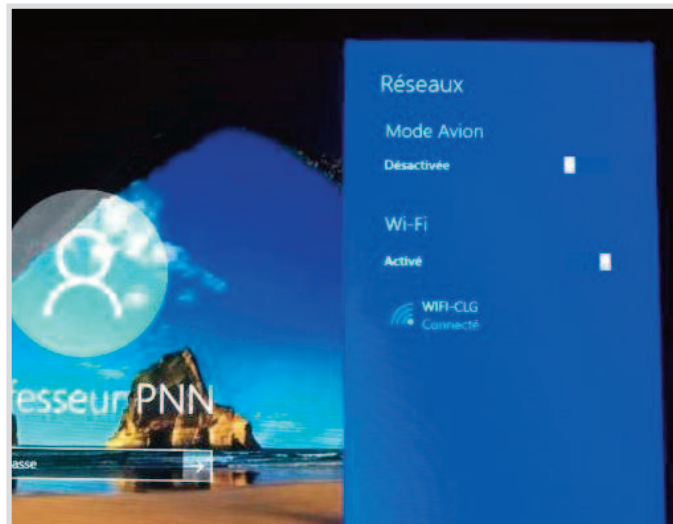 Réseaux
Mode Avion
Désactivée
Wi-Fi
Activé
WIFI-CLG
Connecté
fesseur PNN
asse